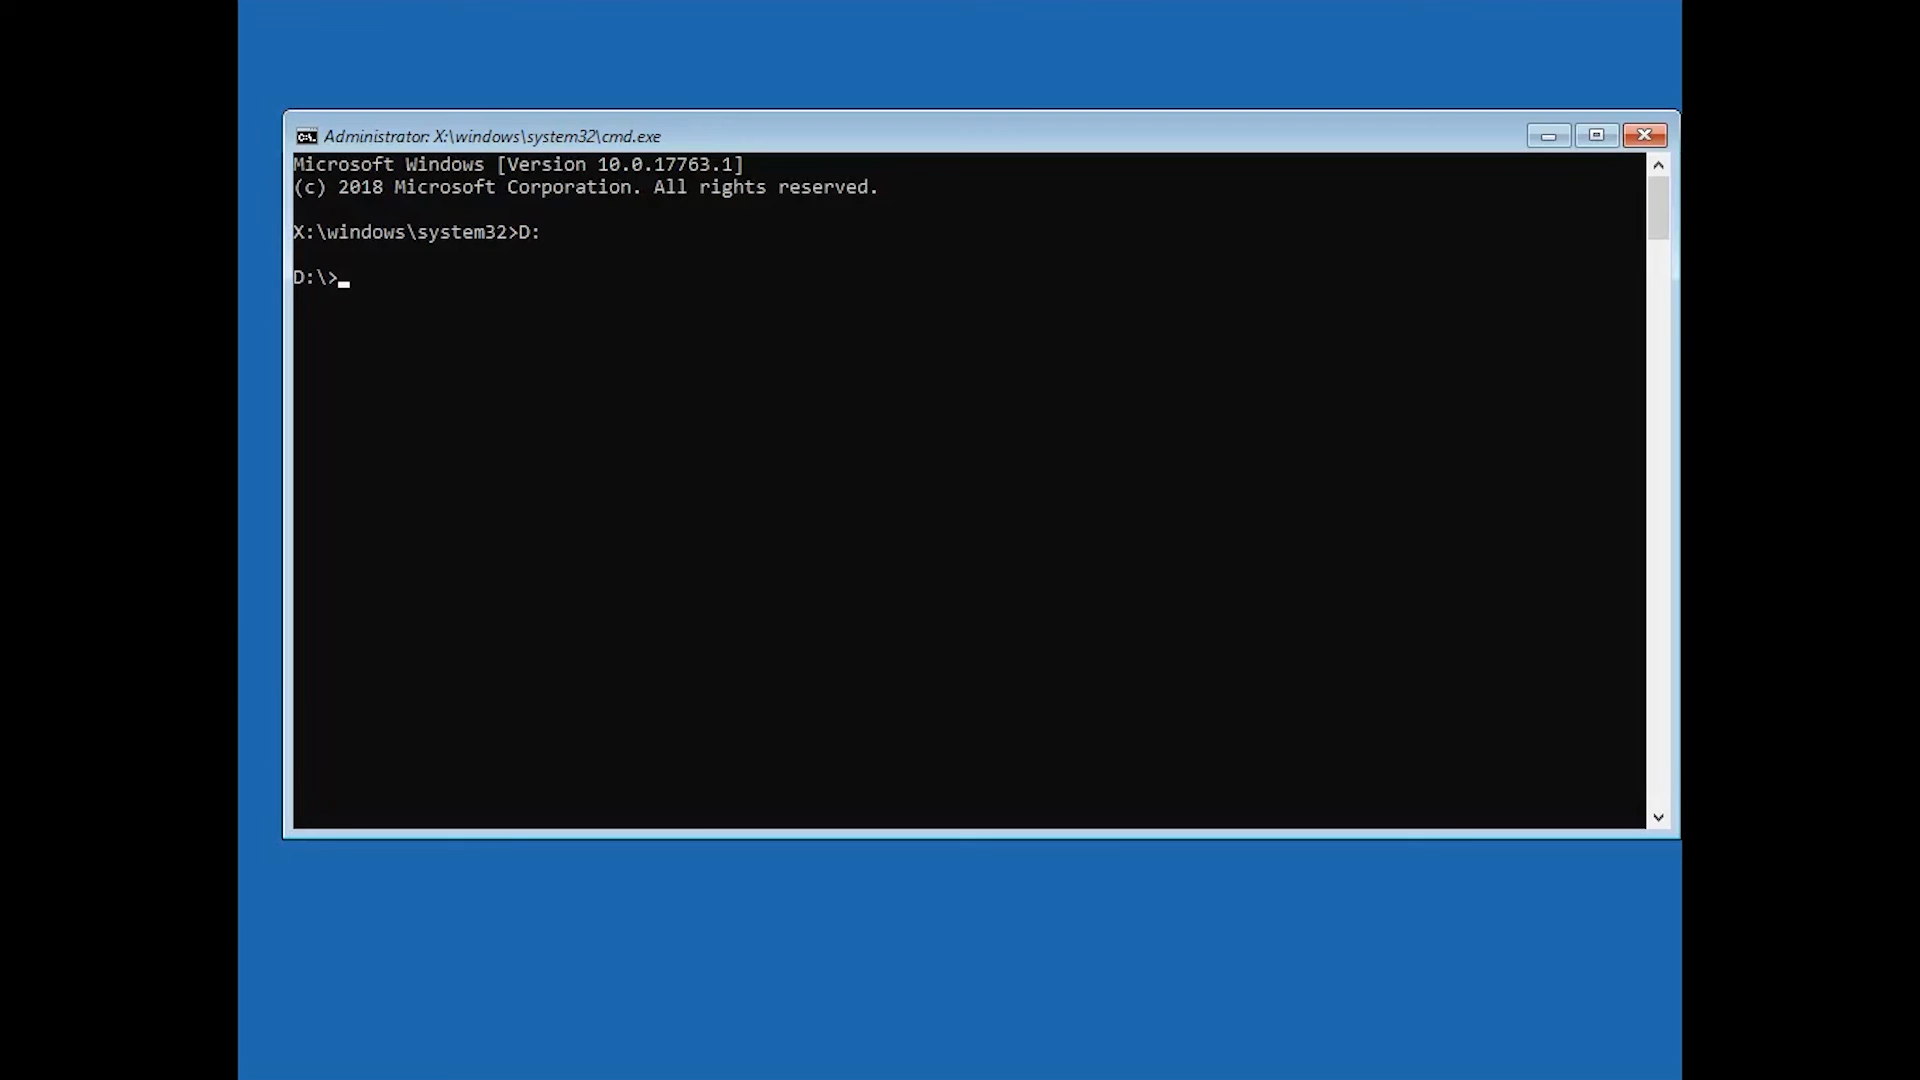 Administrator: X:\windows\system32\cmd.exe
Microsoft Windows [Version 10.0.17763.1]
(c) 2018 Microsoft Corporation. All rights reserved.
X:\windows\system32>D:
D:\>